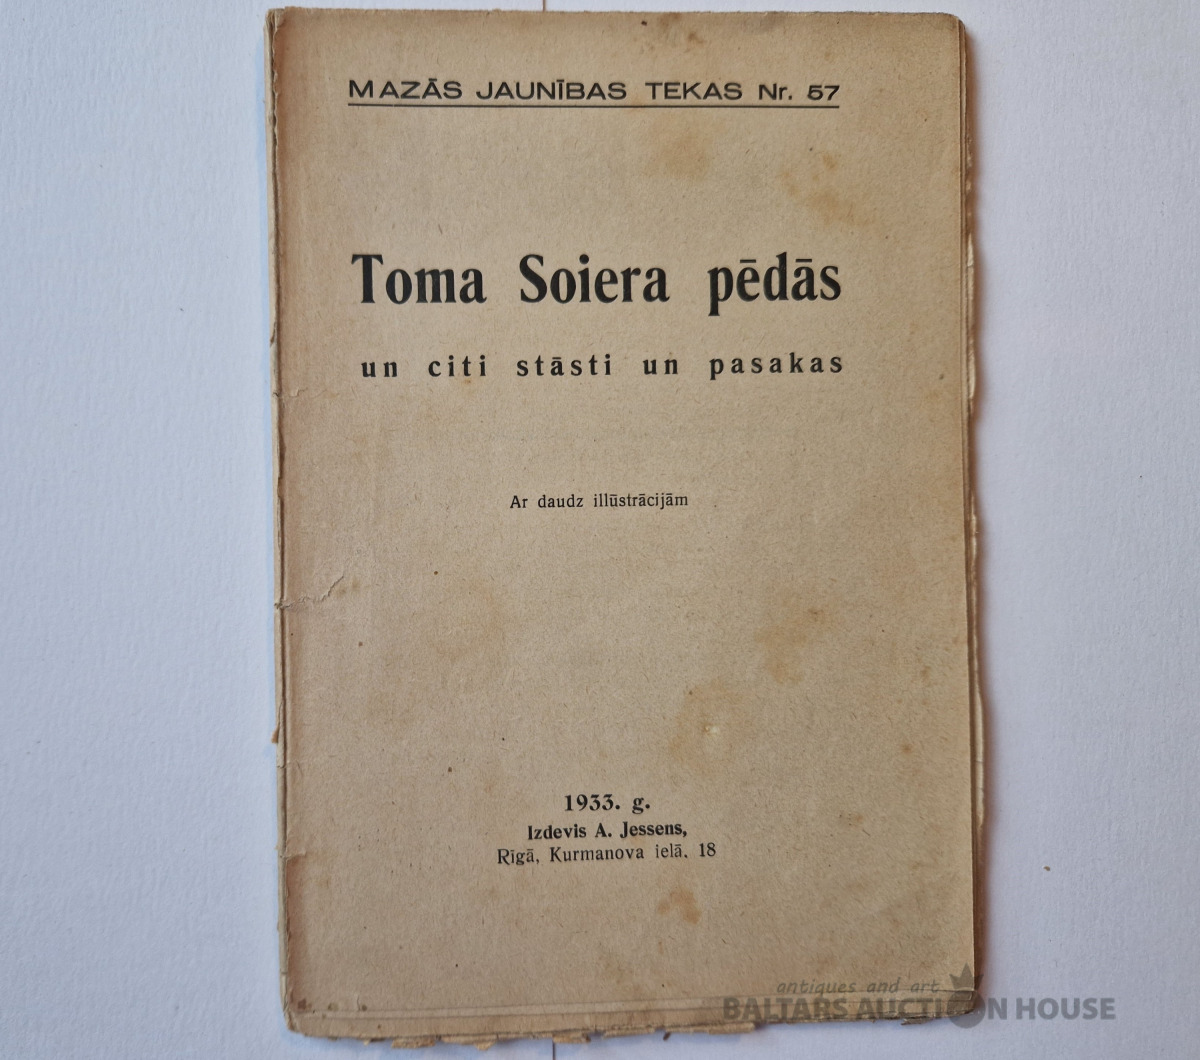 MAZĀS JAUNĪBAS TEKAS Nr. 57
Toma Soiera pēdās
un citi stāsti un pasakas
Ar daudz illūstrācijām
1933. g.
Izdevis A. Jessens,
Rīgā, Kurmanova ielā, 18
antiques and art
BALTARS AUCTION HOUSE